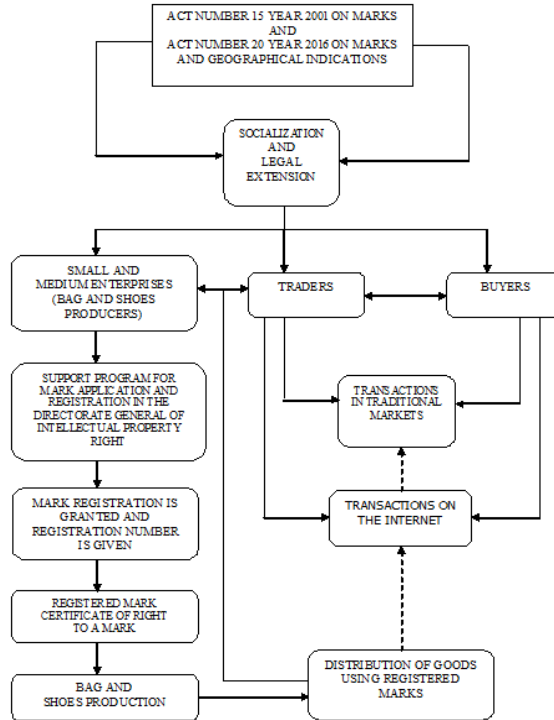 ACT NUMBER 15 YEAR 2001 ON MARKS
AND
ACT NUMBER 20 YEAR 2016 ON MARKS
AND GEOGRAPHICAL INDICATIONS
SOCIALIZATION
AND
LEGAL
EXTENSION
SMALL AND
MEDIUM ENTERPRISES
(BAG AND SHOES
PRODUCERS)
TRADERS
BUYERS
SUPPORT PROGRAM FOR
MARK APPLICATION AND
REGISTRATION IN THE
DIRECTORATE GENERAL OF
INTELLECTUAL PROPERTY
RIGHT
TRANSACTIONS
IN TRADITIONAL
MARKETS
MARK REGISTRATION IS
GRANTED AND
REGISTRATION NUMBER
IS GIVEN
TRANSACTIONS ON
THE INTERNET
REGISTERED MARK
CERTIFICATE OF RIGHT
TO A MARK
BAG AND
SHOES PRODUCTION
DISTRIBUTION OF GOODS
USING REGISTERED
MARKS